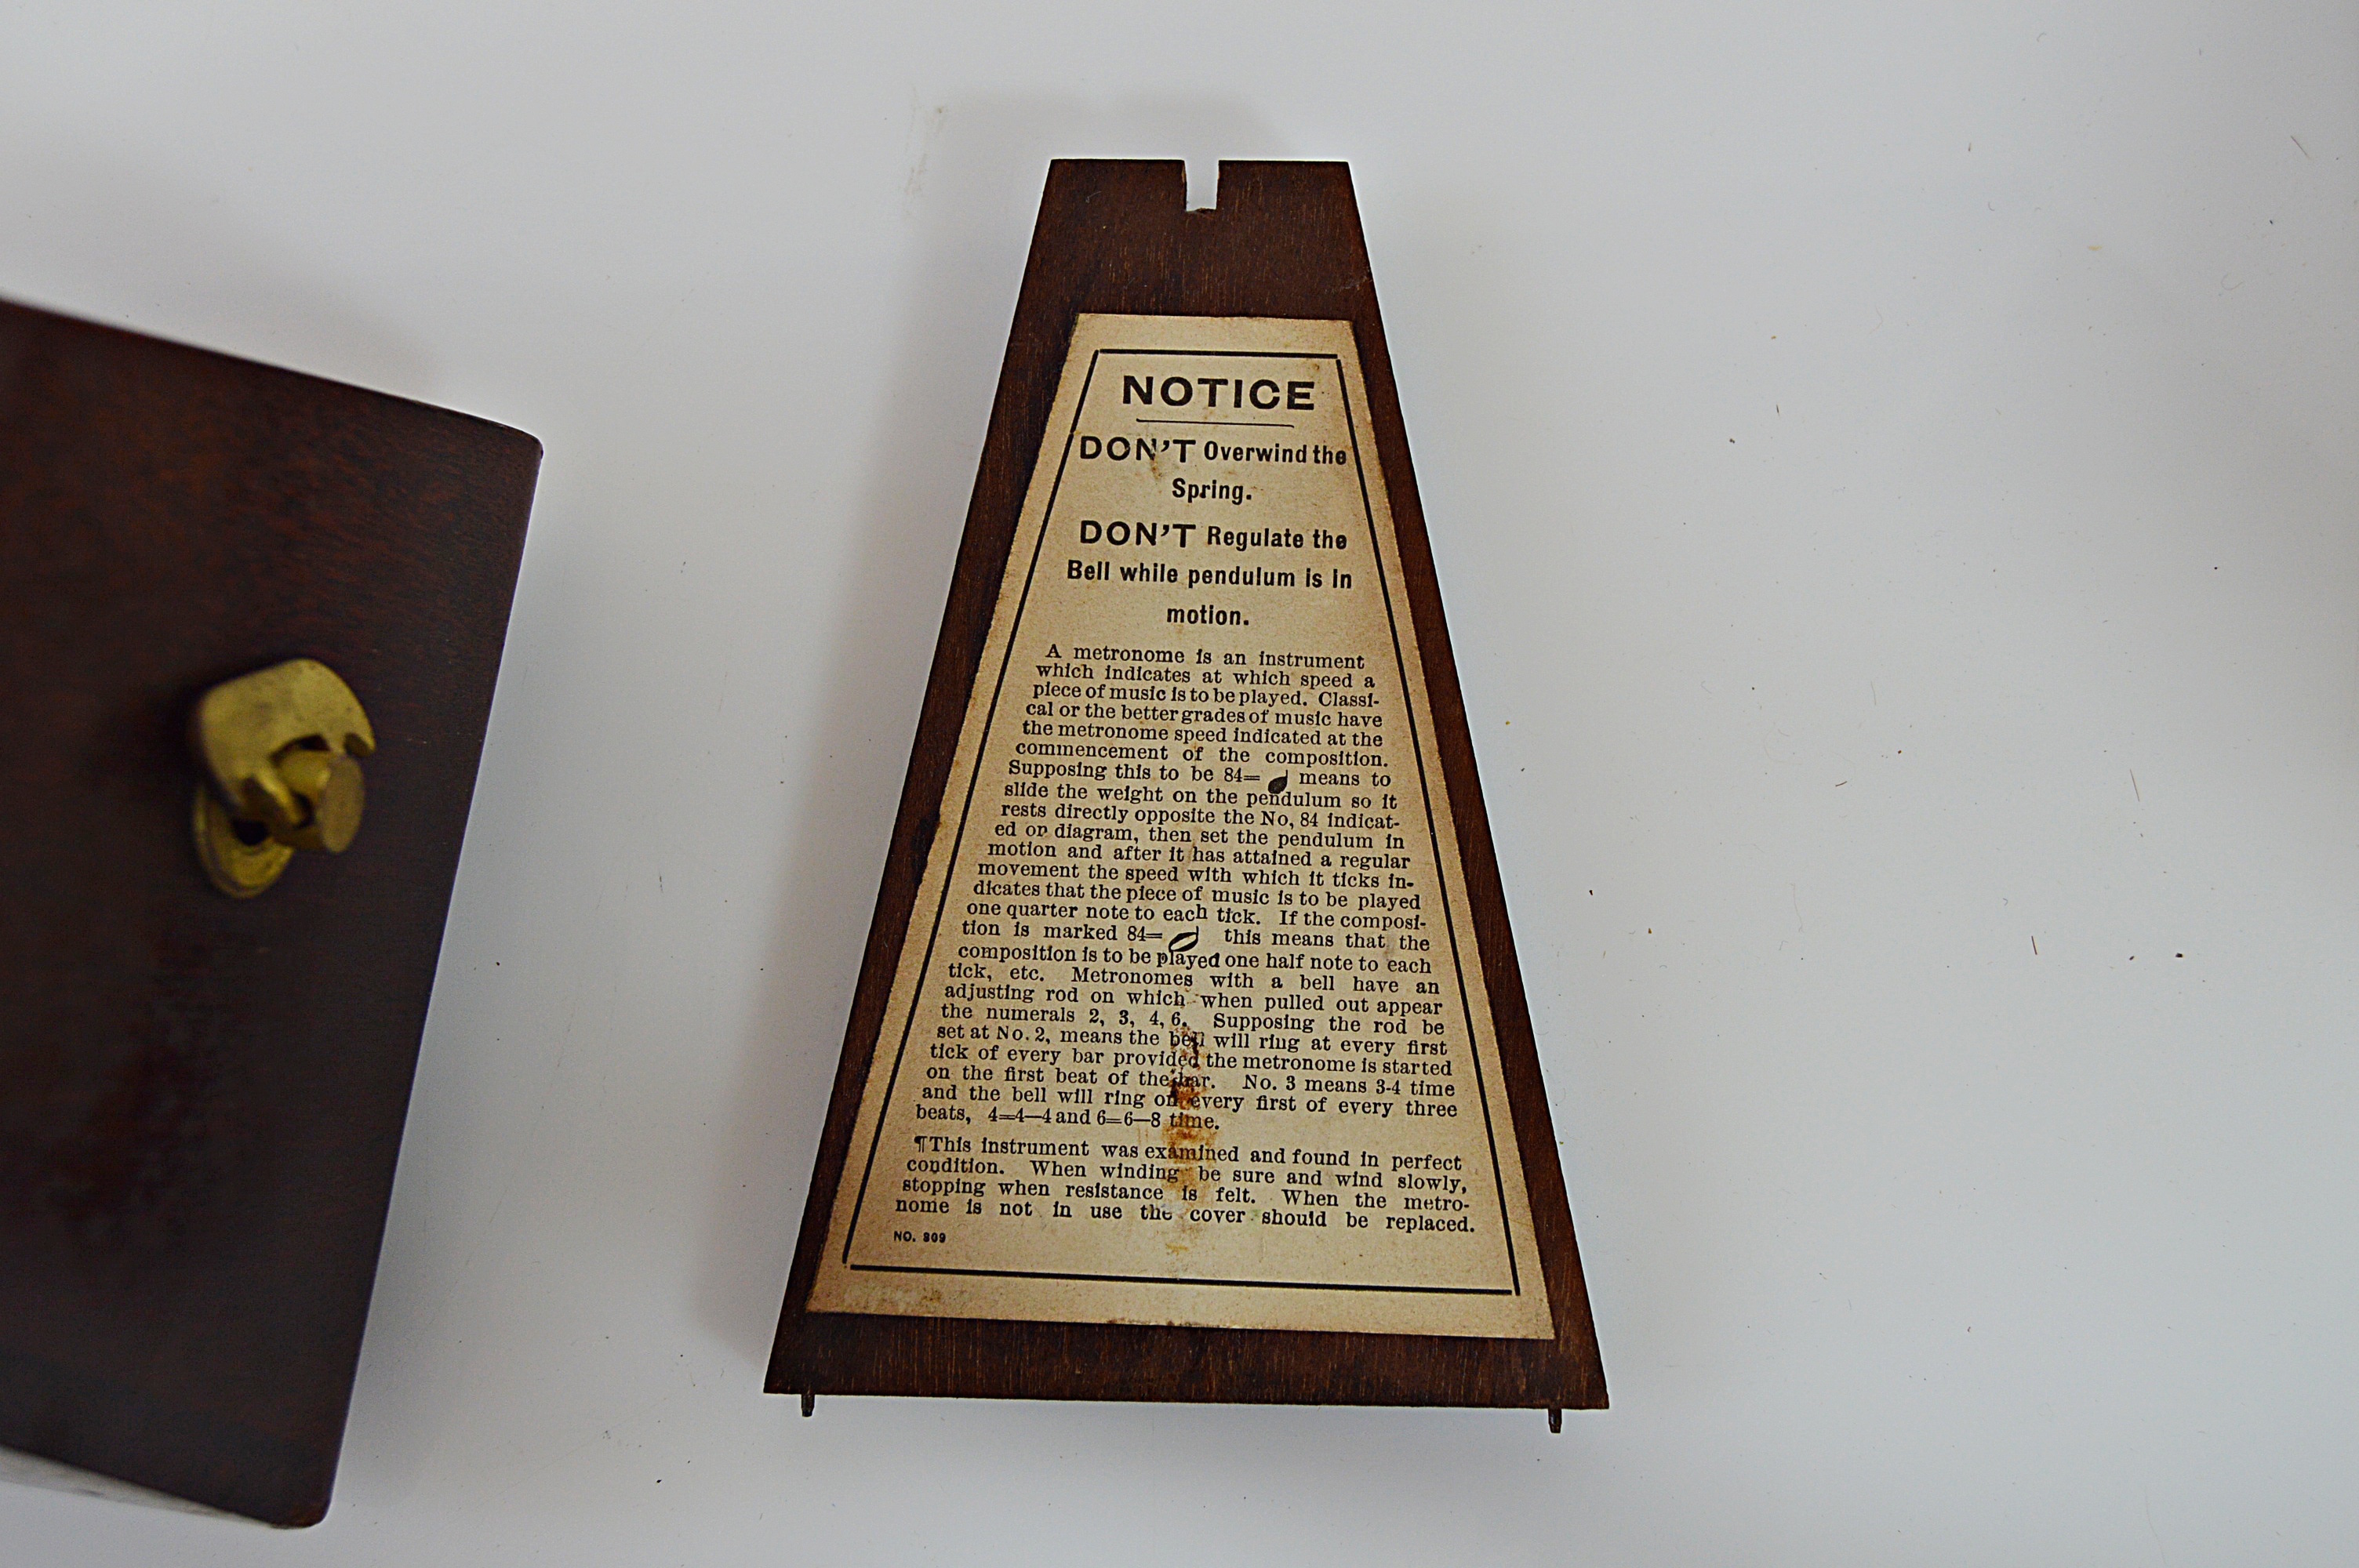 NOTICE
DON'T Overwind the
Spring.
DON'T Regulate the
Bell while pendulum is in
motion.
A metronome is an instrument
which indicates at which speed a
piece of music is to be played. Classi-
cal or the better grades of music have
the metronome speed indicated at the
commencement of the composition.
Supposing this to be 84= means to
slide the weight on the pendulum so it
rests directly opposite the No, 84 indicat-
ed on diagram, then set the pendulum in
motion and after it has attained a regular
movement the speed with which it ticks in-
dicates that the piece of music is to be played
one quarter note to each tick. If the composi-
tion is marked 84= this means that the
composition is to be played one half note to each
tick, etc. Metronomes with a bell have an
adjusting rod on which when pulled out appear
the numerals 2, 3, 4, 6. Supposing the rod be
set at No. 2, means the bell will ring at every first
tick of every bar provided the metronome is started
on the first beat of the bar. No. 3 means 3-4 time
and the bell will ring on every first of every three
beats, 4=4—4 and 6=6—8 time.
¶This instrument was examined and found in perfect
condition. When winding be sure and wind slowly,
stopping when resistance is felt. When the metro-
nome is not in use the cover should be replaced.
NO. 309